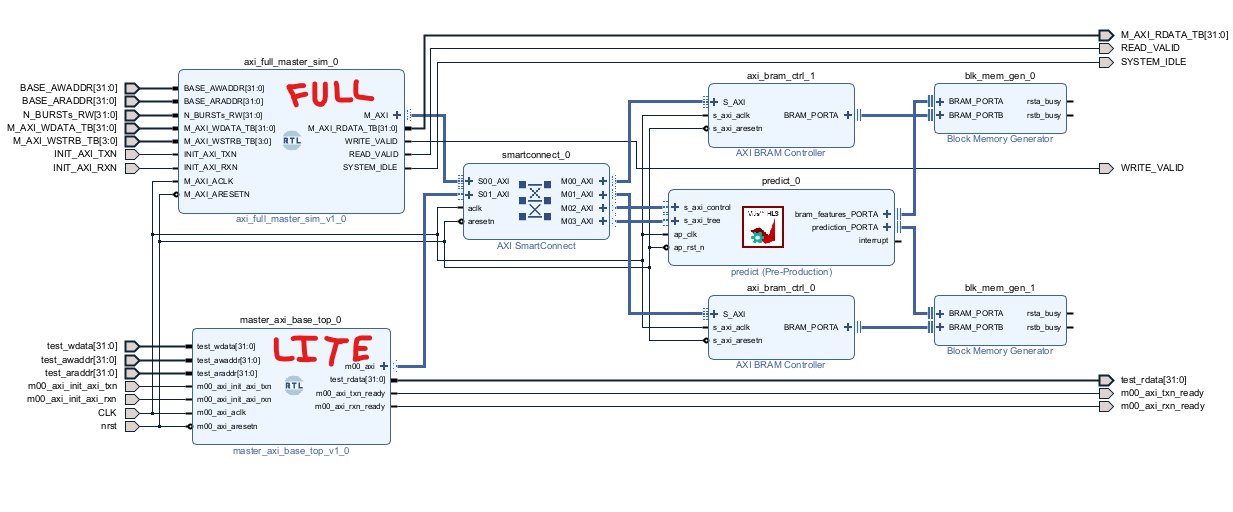 axi_full_master_sim_0
FULL
BASE_AWADDR[31:0]
BASE_ARADDR[31:0]
N_BURSTs_RW[31:0]
M_AXI_WDATA_TB[31:0]
M_AXI_WSTRB_TB[3:0]
INIT_AXI_TXN
INIT_AXI_RXN
BASE_AWADDR[31:0]
BASE_ARADDR[31:0]
N_BURSTs_RW[31:0]
M_AXI_WDATA_TB[31:0]
M_AXI_WSTRB_TB[3:0]
INIT_AXI_TXN
INIT_AXI_RXN
M_AXI_ACLK
M_AXI_ARESETN
RTL
M_AXI
M_AXI_RDATA_TB[31:0]
WRITE_VALID
READ_VALID
SYSTEM_IDLE
axi_full_master_sim_v1_0
smartconnect_0
S00_AXI
S01_AXI
aclk
aresetn
M00_AXI
M01_AXI
M02_AXI
M03_AXI
AXI SmartConnect
axi_bram_ctrl_1
S_AXI
s_axi_aclk
s_axi_aresetn
BRAM_PORTA
AXI BRAM Controller
blk_mem_gen_0
BRAM_PORTA
BRAM_PORTB
rsta_busy
rstb_busy
Block Memory Generator
predict_0
s_axi_control
s_axi_tree
ap_clk
ap_rst_n
bram_features_PORTA
prediction_PORTA
interrupt
predict (Pre-Production)
axi_bram_ctrl_0
S_AXI
s_axi_aclk
s_axi_aresetn
BRAM_PORTA
AXI BRAM Controller
blk_mem_gen_1
BRAM_PORTA
BRAM_PORTB
rsta_busy
rstb_busy
Block Memory Generator
master_axi_base_top_0
LITE
test_wdata[31:0]
test_awaddr[31:0]
test_araddr[31:0]
m00_axi_init_axi_txn
m00_axi_init_axi_rxn
CLK
nrst
test_wdata[31:0]
test_awaddr[31:0]
test_araddr[31:0]
m00_axi_init_axi_txn
m00_axi_init_axi_rxn
m00_axi_aclk
m00_axi_aresetn
RTL
m00_axi
test_rdata[31:0]
m00_axi_txn_ready
m00_axi_rxn_ready
master_axi_base_top_v1_0
M_AXI_RDATA_TB[31:0]
READ_VALID
SYSTEM_IDLE
WRITE_VALID
test_rdata[31:0]
m00_axi_txn_ready
m00_axi_rxn_ready